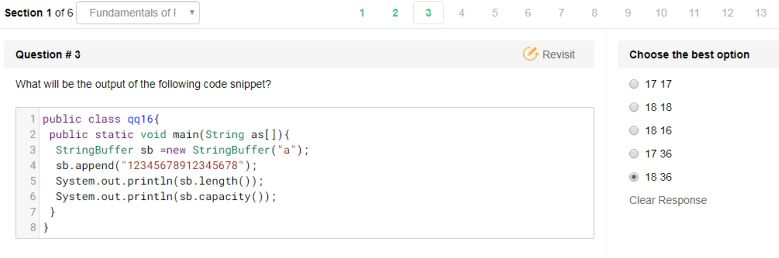 Section 1 of 6 Fundamentals of F 1 2 3 4 5 6 7 8 9 10 11 12 13
Question # 3 Revisit
What will be the output of the following code snippet?
1 public class qq16{
2 public static void main(String as[]){
3 StringBuffer sb =new StringBuffer("a");
4 sb.append("12345678912345678");
5 System.out.println(sb.length());
6 System.out.println(sb.capacity());
7 }
8 }
Choose the best option
17 17
18 18
18 16
17 36
18 36
Clear Response